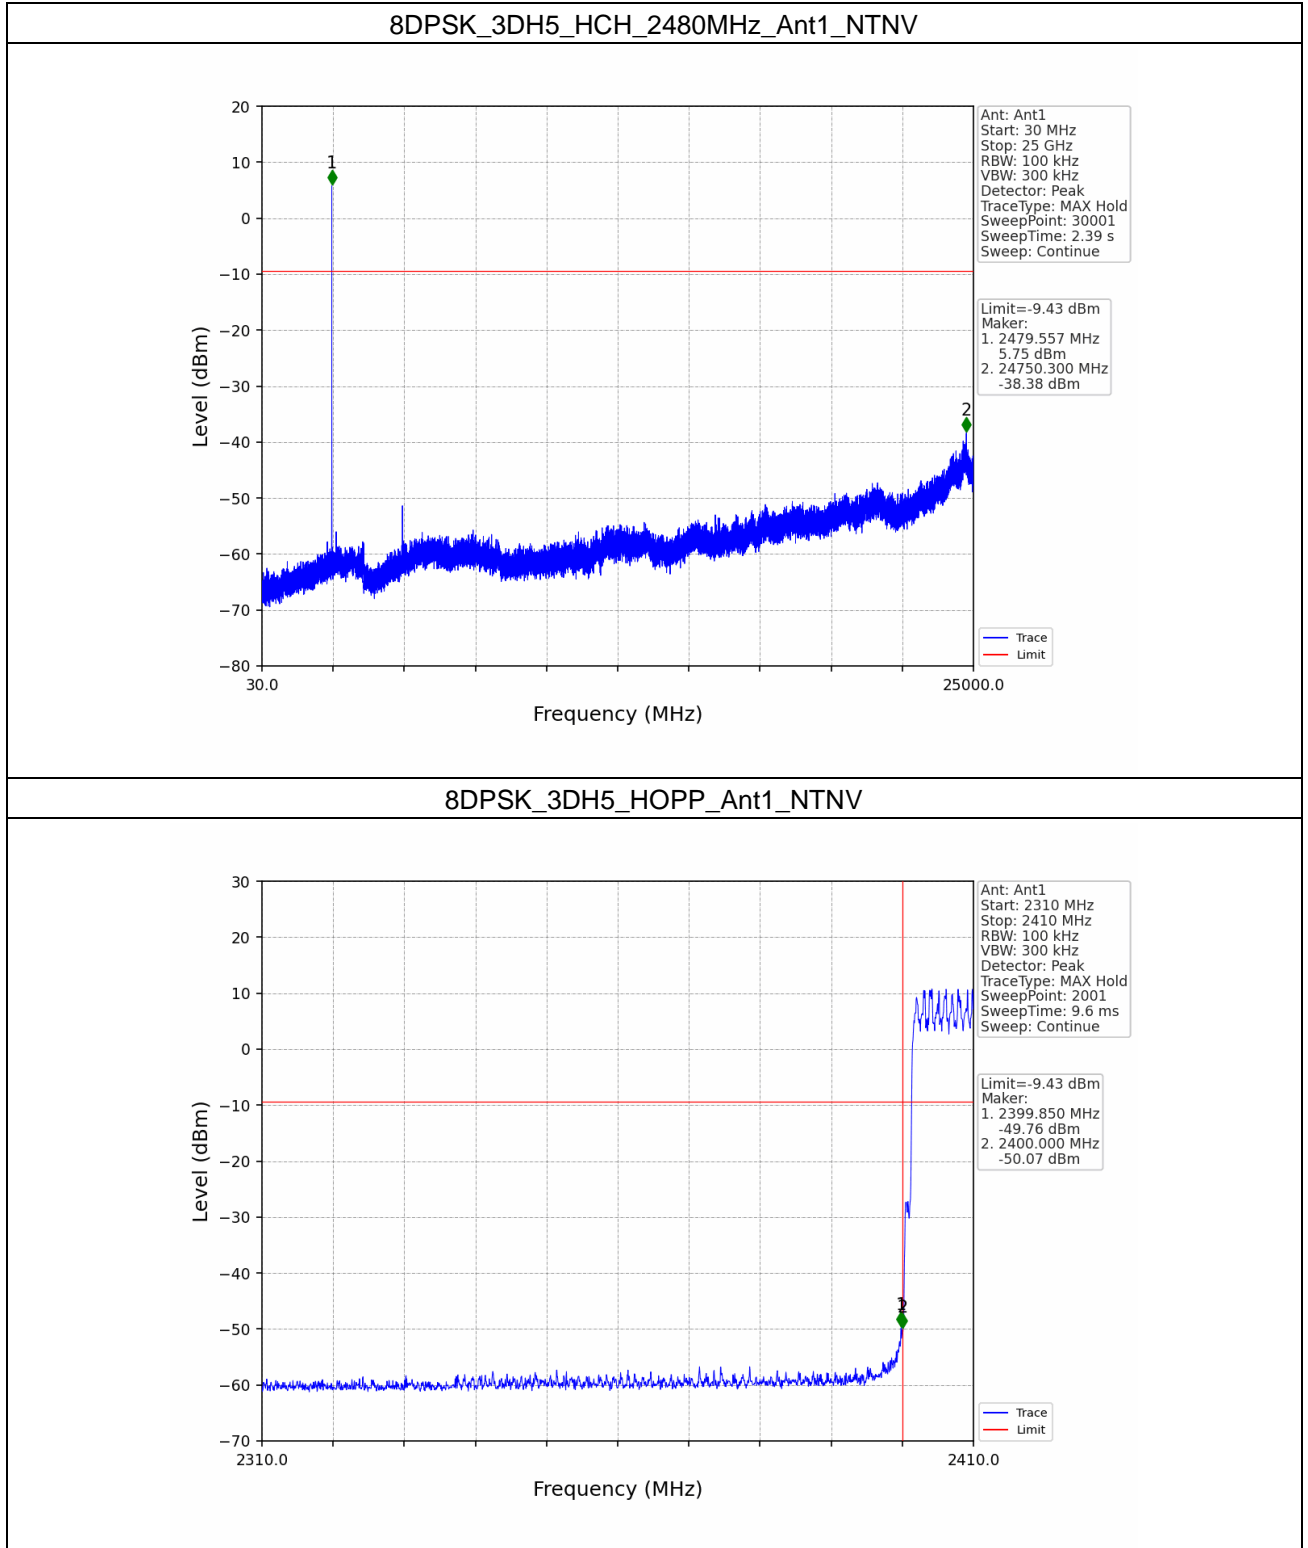 8DPSK_3DH5_HCH_2480MHz_Ant1_NTNV
20
10
0
−10
−20
−30
−40
−50
−60
−70
−80
Level (dBm)
1
2
30.0
25000.0
Frequency (MHz)
Ant: Ant1
Start: 30 MHz
Stop: 25 GHz
RBW: 100 kHz
VBW: 300 kHz
Detector: Peak
TraceType: MAX Hold
SweepPoint: 30001
SweepTime: 2.39 s
Sweep: Continue
Limit=-9.43 dBm
Maker:
1. 2479.557 MHz
5.75 dBm
2. 24750.300 MHz
-38.38 dBm
Trace
Limit
8DPSK_3DH5_HOPP_Ant1_NTNV
30
20
10
0
−10
−20
−30
−40
−50
−60
−70
Level (dBm)
1
2
2310.0
2410.0
Frequency (MHz)
Ant: Ant1
Start: 2310 MHz
Stop: 2410 MHz
RBW: 100 kHz
VBW: 300 kHz
Detector: Peak
TraceType: MAX Hold
SweepPoint: 2001
SweepTime: 9.6 ms
Sweep: Continue
Limit=-9.43 dBm
Maker:
1. 2399.850 MHz
-49.76 dBm
2. 2400.000 MHz
-50.07 dBm
Trace
Limit